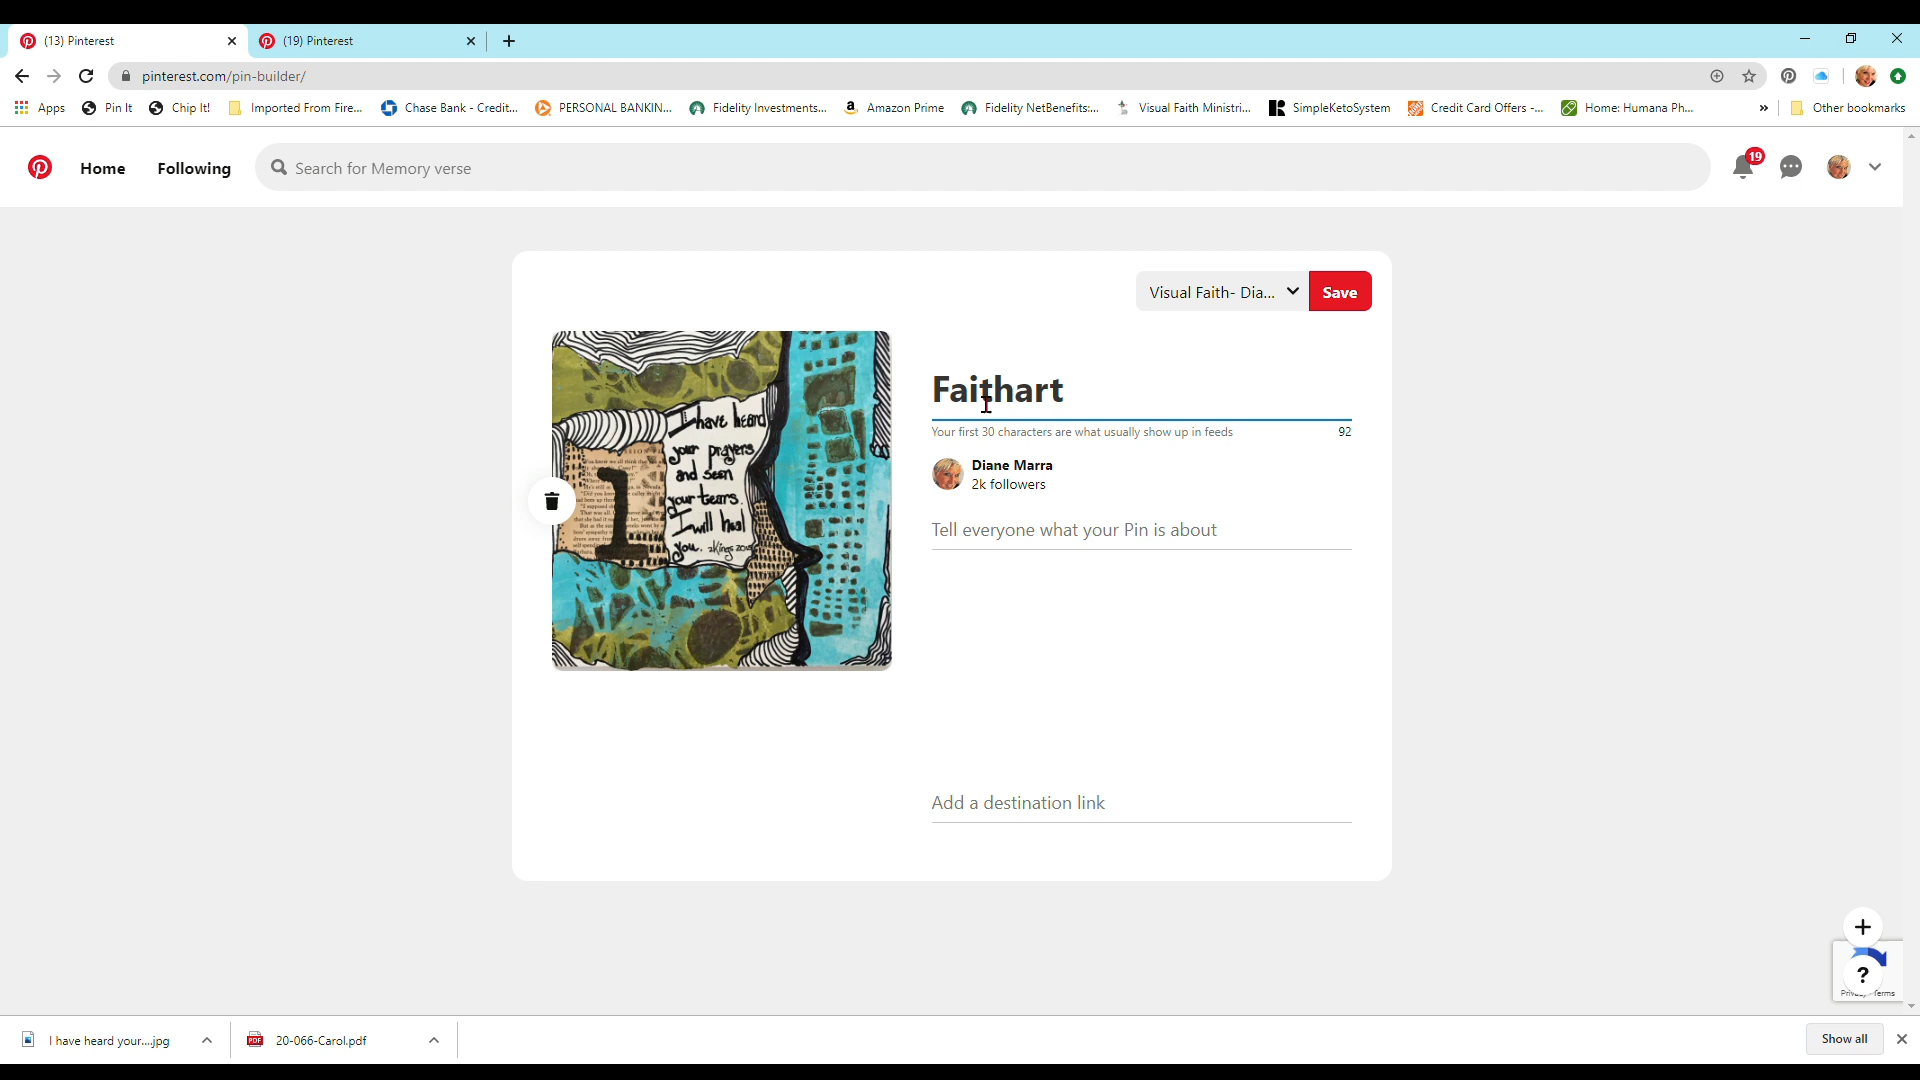 (13) Pinterest
(19) Pinterest
pinterest.com/pin-builder/
Apps Pin It Chip It! Imported From Fire... Chase Bank - Credit... PERSONAL BANKIN... Fidelity Investments... Amazon Prime Fidelity NetBenefits:... Visual Faith Ministri... SimpleKetoSystem Credit Card Offers -... Home: Humana Ph... » Other bookmarks
Home Following Search for Memory verse 19
Visual Faith- Dia... Save
Faithart
Your first 30 characters are what usually show up in feeds 92
Diane Marra
2k followers
Tell everyone what your Pin is about
Add a destination link
I have heard
your prayers
and seen
your tears.
I will heal
you. 2Kings
+
?
Terms
I have heard your....jpg
PDF 20-066-Carol.pdf
Show all